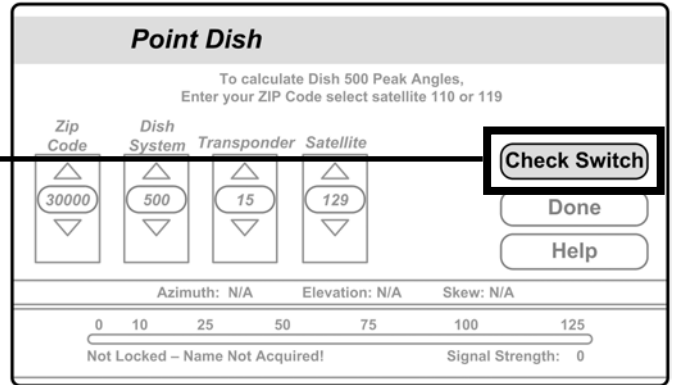 Point Dish
To calculate Dish 500 Peak Angles,
Enter your ZIP Code select satellite 110 or 119
Zip Code
Dish System
Transponder
Satellite
30000
500
15
129
Check Switch
Done
Help
Azimuth: N/A Elevation: N/A Skew: N/A
0 10 25 50 75 100 125
Not Locked – Name Not Acquired! Signal Strength: 0